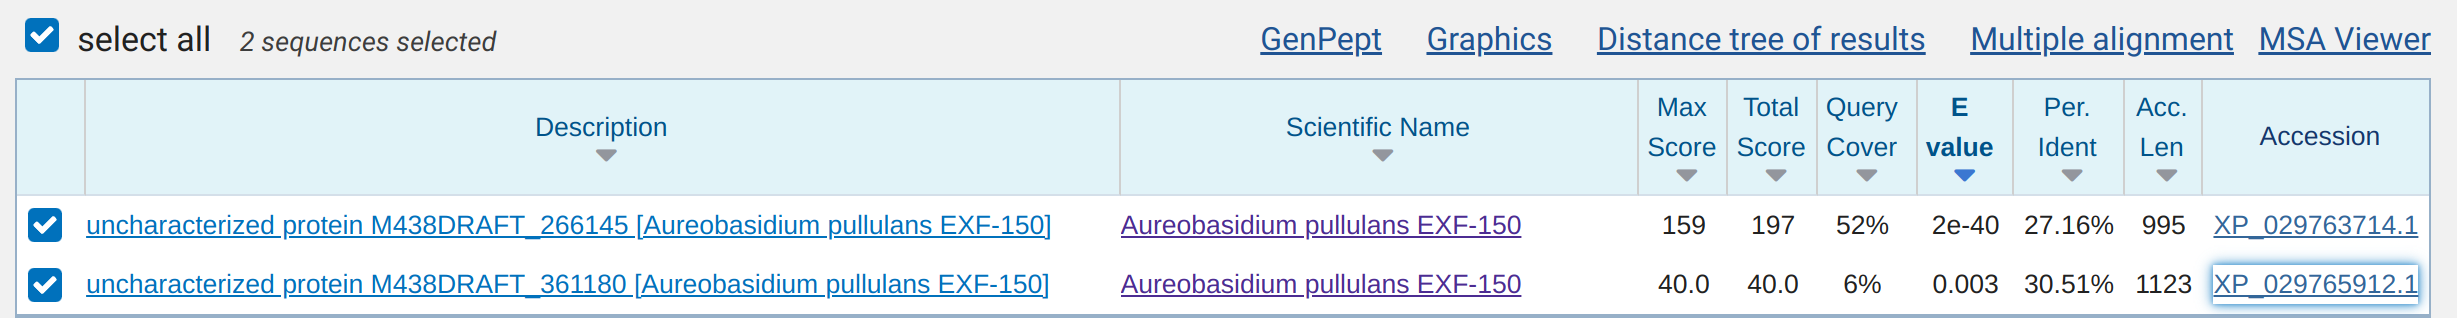 select all 2 sequences selected GenPept Graphics Distance tree of results Multiple alignment MSA Viewer
Description Scientific Name Max Score Total Score Query Cover E value Per. Ident Acc. Len Accession
uncharacterized protein M438DRAFT_266145 [Aureobasidium pullulans EXF-150] Aureobasidium pullulans EXF-150 159 197 52% 2e-40 27.16% 995 XP_029763714.1
uncharacterized protein M438DRAFT_361180 [Aureobasidium pullulans EXF-150] Aureobasidium pullulans EXF-150 40.0 40.0 6% 0.003 30.51% 1123 XP_029765912.1